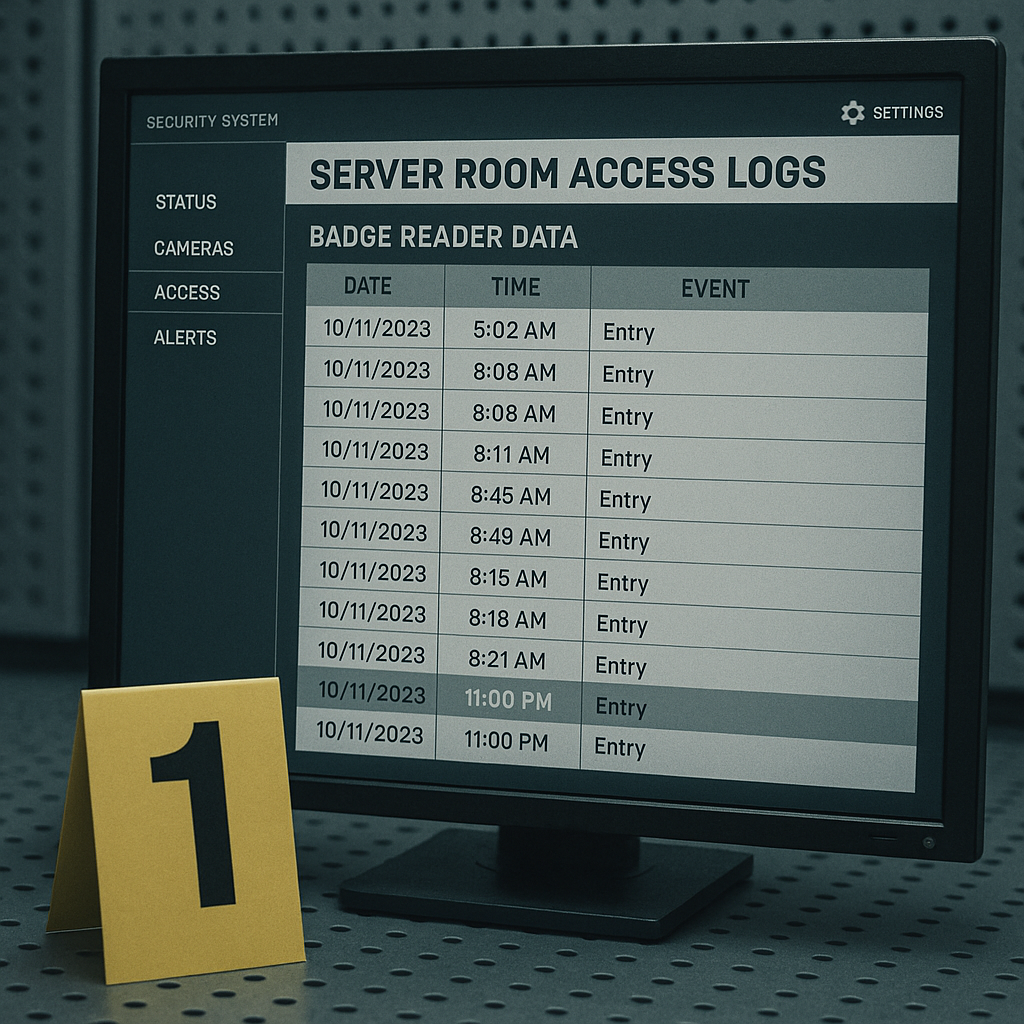 SECURITY SYSTEM
SETTINGS
STATUS
CAMERAS
ACCESS
ALERTS
SERVER ROOM ACCESS LOGS
BADGE READER DATA
DATE TIME EVENT
10/11/2023 5:02 AM Entry
10/11/2023 8:08 AM Entry
10/11/2023 8:08 AM Entry
10/11/2023 8:11 AM Entry
10/11/2023 8:45 AM Entry
10/11/2023 8:49 AM Entry
10/11/2023 8:15 AM Entry
10/11/2023 8:18 AM Entry
10/11/2023 8:21 AM Entry
10/11/2023 11:00 PM Entry
10/11/2023 11:00 PM Entry
1